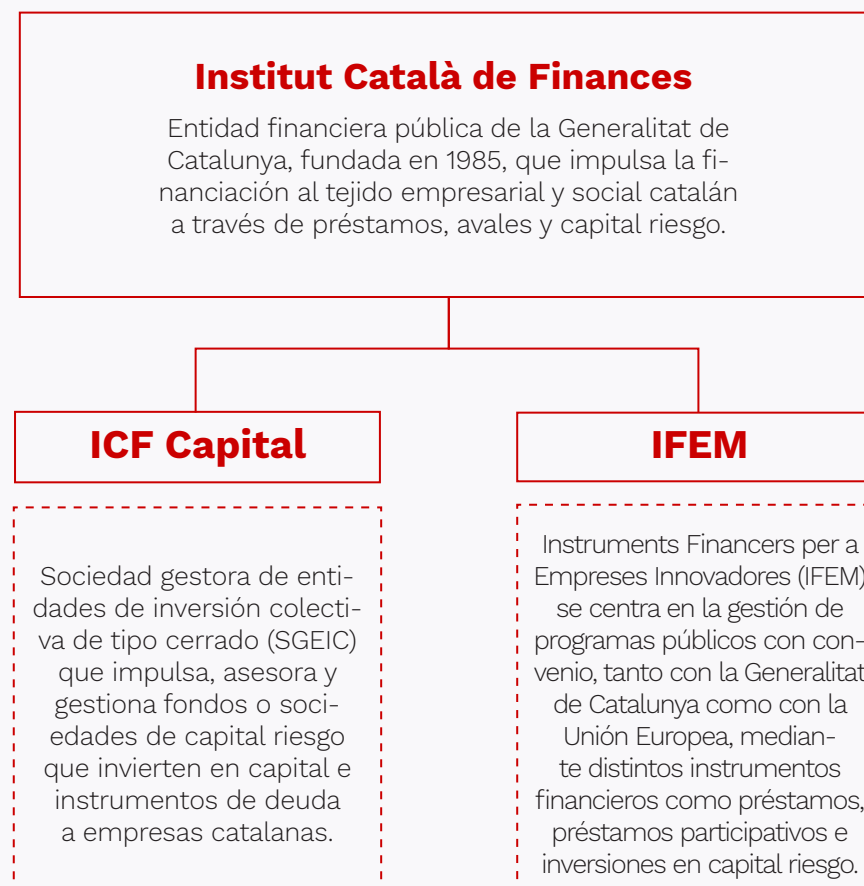 Institut Català de Finances
Entidad financiera pública de la Generalitat de
Catalunya, fundada en 1985, que impulsa la fi-
nanciación al tejido empresarial y social catalán
a través de préstamos, avales y capital riesgo.
ICF Capital
Sociedad gestora de enti-
dades de inversión colecti-
va de tipo cerrado (SGEIC)
que impulsa, asesora y
gestiona fondos o soci-
edades de capital riesgo
que invierten en capital e
instrumentos de deuda
a empresas catalanas.
IFEM
Instruments Financers per a
Empreses Innovadores (IFEM)
se centra en la gestión de
programas públicos con con-
venio, tanto con la Generalitat
de Catalunya como con la
Unión Europea, median-
te distintos instrumentos
financieros como préstamos,
préstamos participativos e
inversiones en capital riesgo.